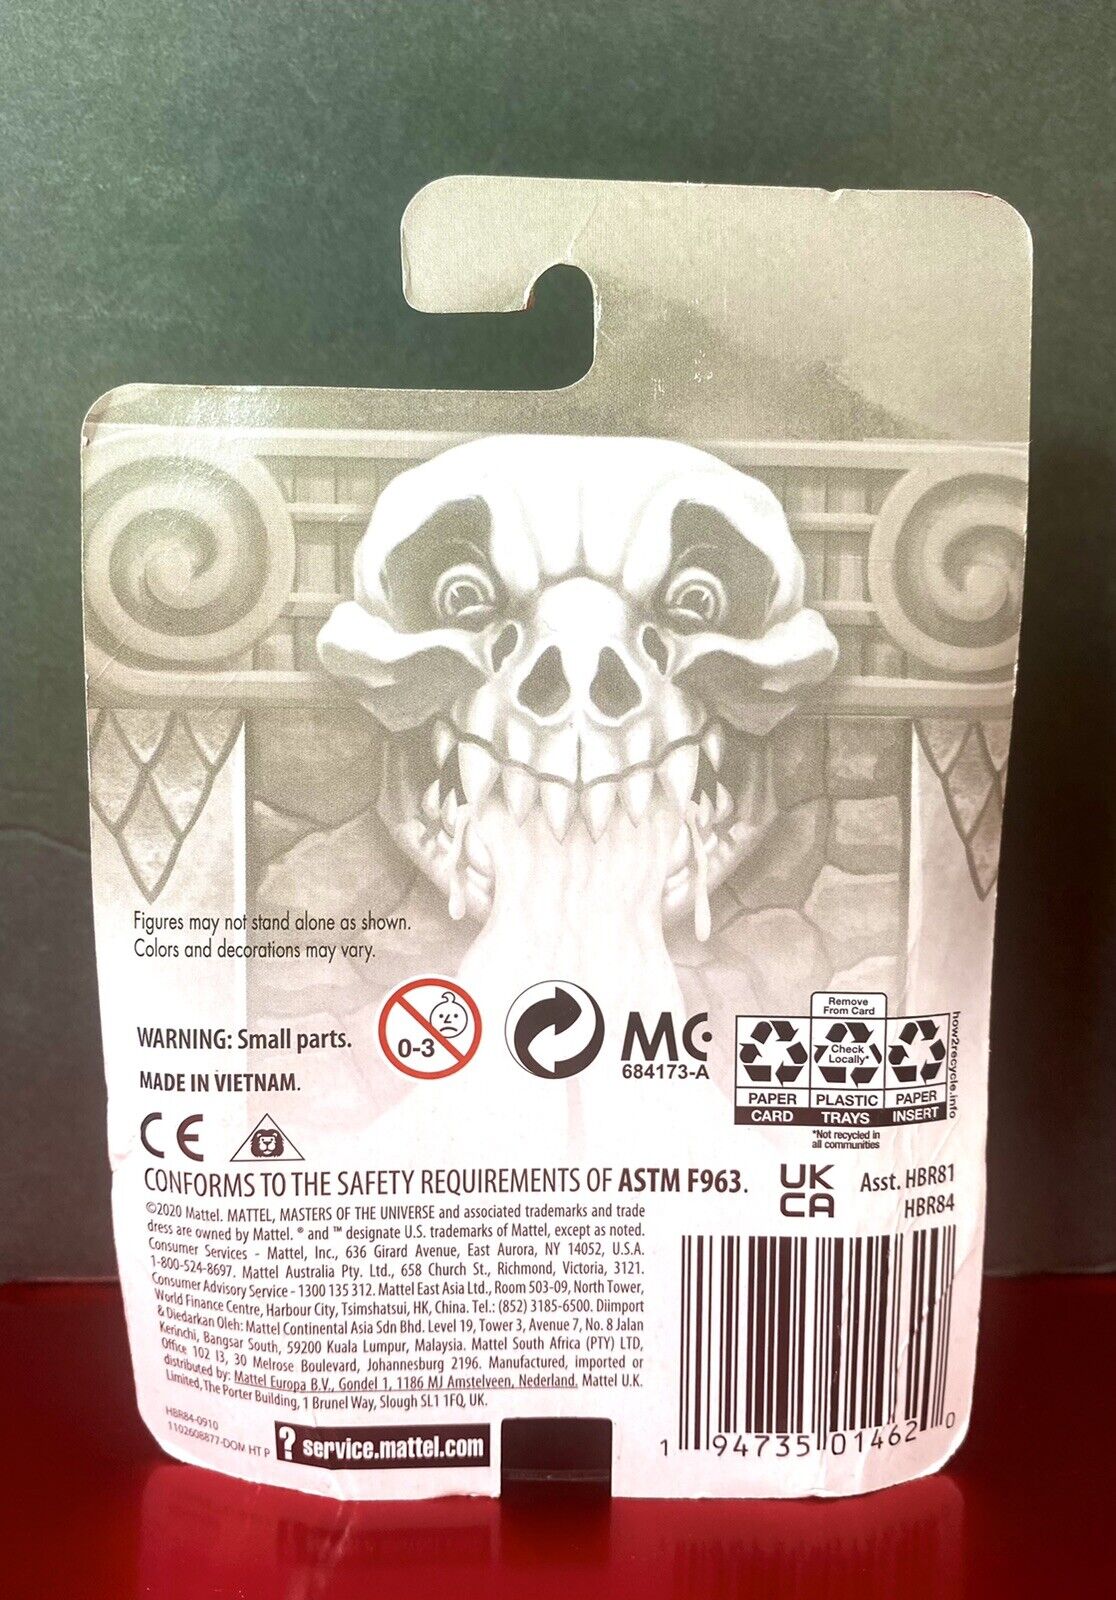 Figures may not stand alone as shown.
Colors and decorations may vary.
WARNING: Small parts.
MADE IN VIETNAM.
0-3
MC
684173-A
Remove
From Card
Check
Locally*
PAPER
CARD
PLASTIC
TRAYS
PAPER
INSERT
how2recycle.info
*Not recycled in
all communities
CE
CONFORMS TO THE SAFETY REQUIREMENTS OF ASTM F963.
UK
CA
Asst. HBR81
HBR84
©2020 Mattel. MATTEL, MASTERS OF THE UNIVERSE and associated trademarks and trade
dress are owned by Mattel. ® and ™ designate U.S. trademarks of Mattel, except as noted.
Consumer Services - Mattel, Inc., 636 Girard Avenue, East Aurora, NY 14052, U.S.A.
1-800-524-8697. Mattel Australia Pty. Ltd., 658 Church St., Richmond, Victoria, 3121.
Consumer Advisory Service - 1300 135 312. Mattel East Asia Ltd., Room 503-09, North Tower,
World Finance Centre, Harbour City, Tsimshatsui, HK, China. Tel.: (852) 3185-6500. Diimport
& Diedarkan Oleh: Mattel Continental Asia Sdn Bhd. Level 19, Tower 3, Avenue 7, No. 8 Jalan
Kerinchi, Bangsar South, 59200 Kuala Lumpur, Malaysia. Mattel South Africa (PTY) LTD,
Office 102 I3, 30 Melrose Boulevard, Johannesburg 2196. Manufactured, imported or
distributed by: Mattel Europa B.V., Gondel 1, 1186 MJ Amstelveen, Nederland. Mattel U.K.
Limited, The Porter Building, 1 Brunel Way, Slough SL1 1FQ, UK.
HBR84-0910
1102608877-DOM HT P
? service.mattel.com
1 94735 01462 0